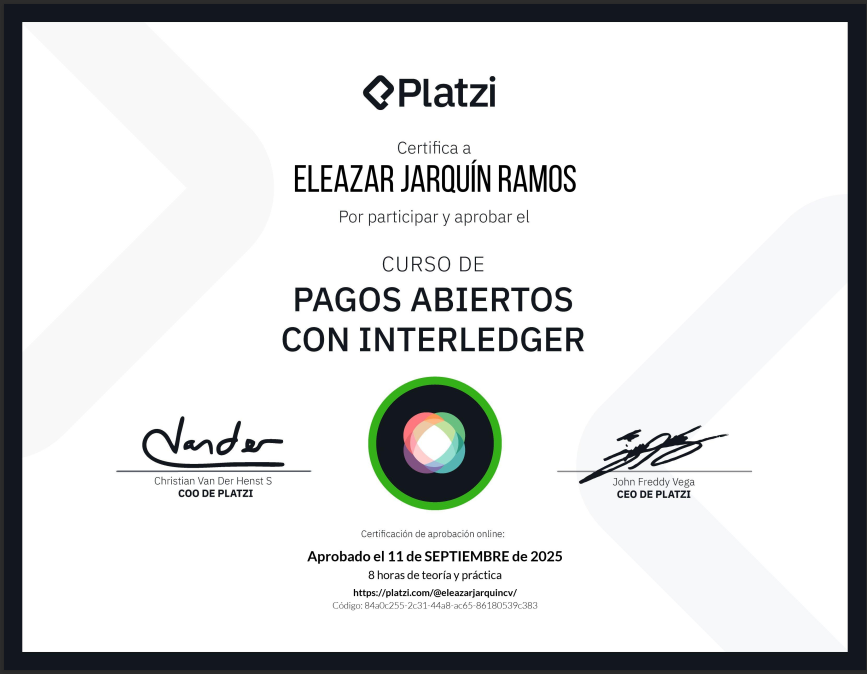 Platzi
Certifica a
ELEAZAR JARQUÍN RAMOS
Por participar y aprobar el
CURSO DE
PAGOS ABIERTOS
CON INTERLEDGER
Vander
Christian Van Der Henst S
COO DE PLATZI
John Freddy Vega
CEO DE PLATZI
Certificación de aprobación online:
Aprobado el 11 de SEPTIEMBRE de 2025
8 horas de teoría y práctica
https://platzi.com/@eleazarjarquincv/
Código: 84a0c255-2c31-44a8-ac65-86180539c383